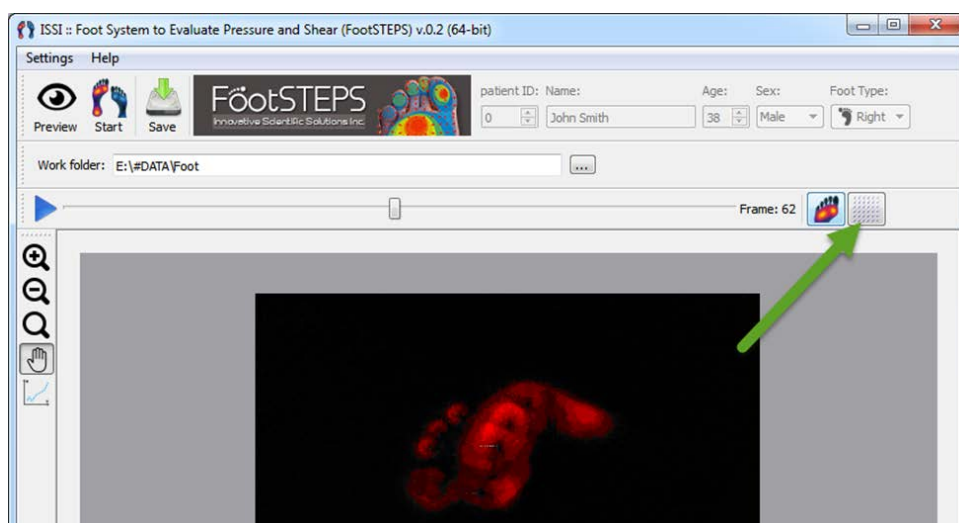 ISSI :: Foot System to Evaluate Pressure and Shear (FootSTEPS) v.0.2 (64-bit)
Settings Help
Preview Start Save
FootSTEPS
Innovative Scientific Solutions Inc.
patient ID: Name: Age: Sex: Foot Type:
0 John Smith 38 Male Right
Work folder: E:\#DATA\Foot ...
Frame: 62